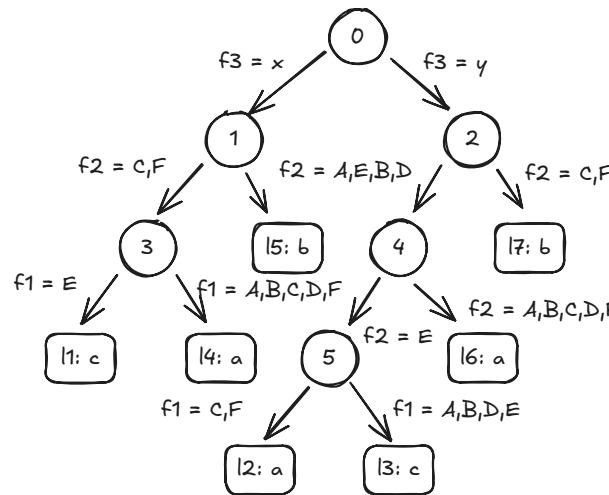 0
f3 = x
f3 = y
1
2
f2 = C,F
f2 = A,E,B,D
f2 = C,F
3
l5: b
4
l7: b
f1 = E
f1 = A,B,C,D,F
f2 = E
f2 = A,B,C,D,
l1: c
l4: a
5
l6: a
f1 = C,F
f1 = A,B,D,E
l2: a
l3: c